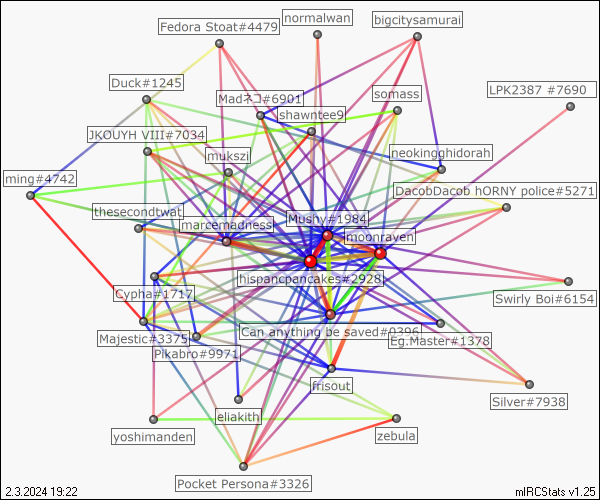 normalwan
Fedora Stoat#4479
bigcitysamurai
Duck#1245
LPK2387 #7690
somass
Madネコ#6901
shawntee9
JKOUYH VIII#7034
neokingghidorah
mukszi
ming#4742
DacobDacob hORNY police#5271
thesecondtwat
Mushy#1984
marcemadness
moonraven
hispancpancakes#2928
Cypha#1717
Swirly Boi#6154
Can anything be saved#0396
Majestic#3375
Eg.Master#1378
Pikabro#9971
frisout
Silver#7938
eliakith
yoshimanden
zebula
Pocket Persona#3326
2.3.2024 19:22
mIRCStats v1.25